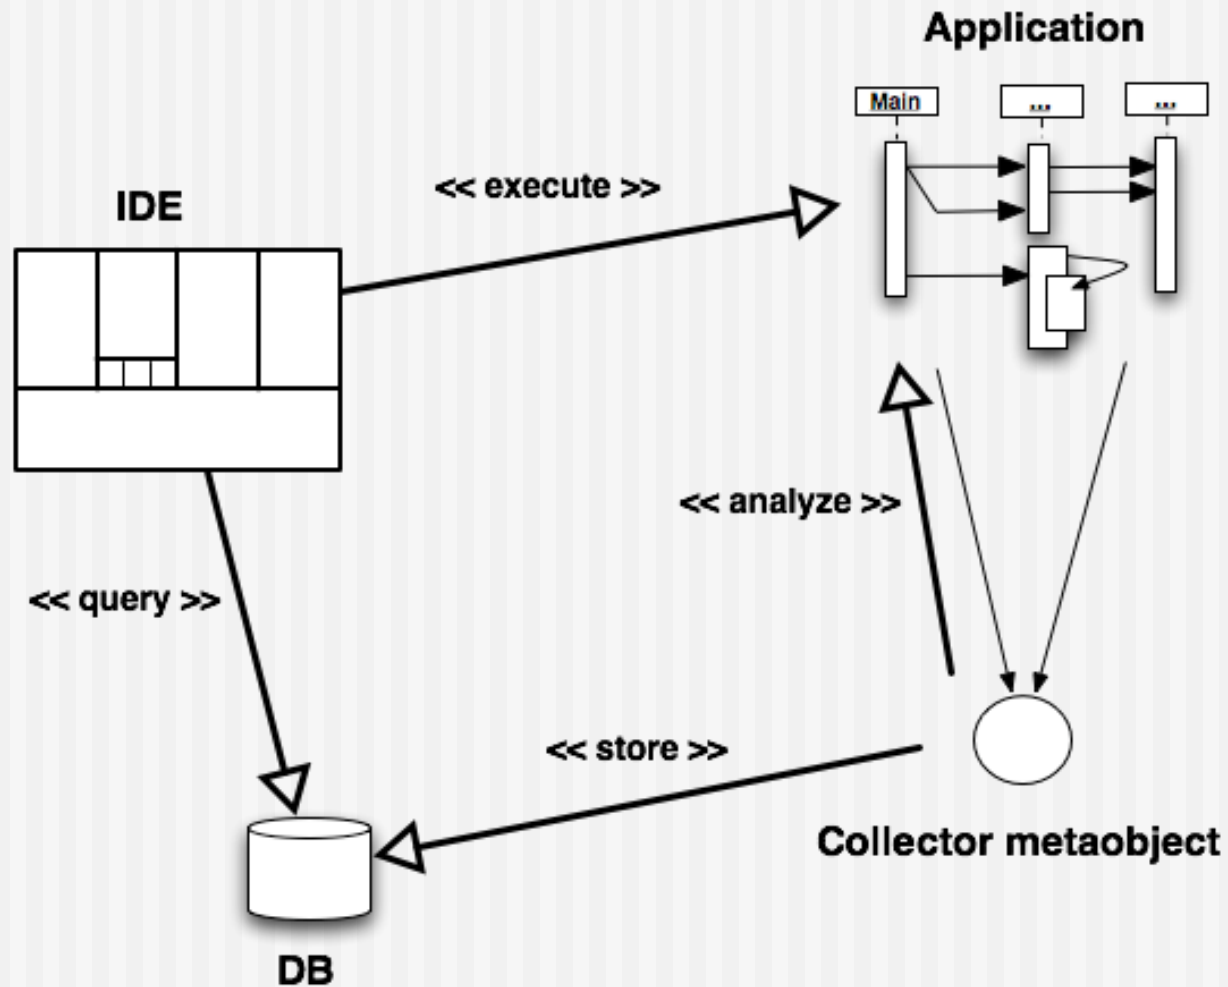 Application
Main
...
...
<< execute >>
IDE
<< analyze >>
<< query >>
<< store >>
Collector metaobject
DB